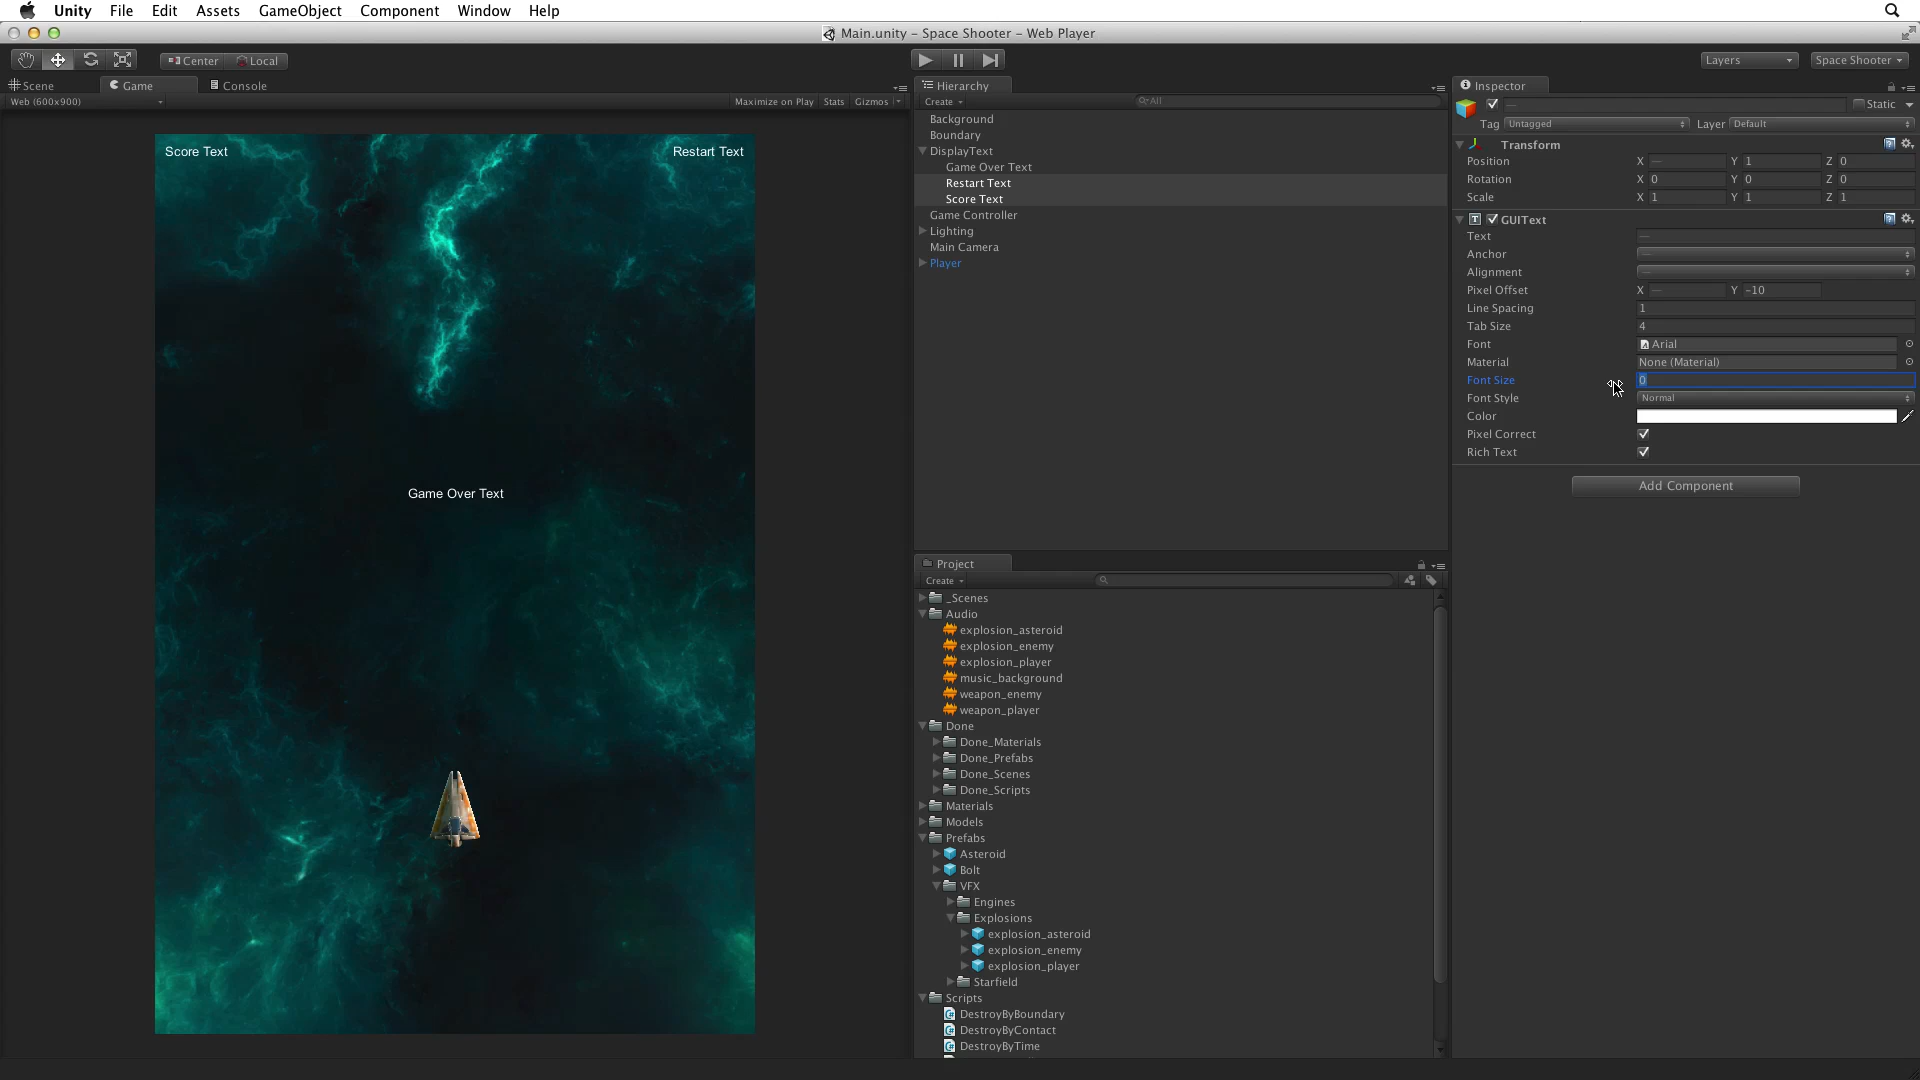 Unity File Edit Assets GameObject Component Window Help
Main.unity – Space Shooter – Web Player
Center Local Layers Space Shooter
Scene Game Console
Web (600x900) Maximize on Play Stats Gizmos
Score Text Restart Text
Game Over Text
Hierarchy
Create All
Background
Boundary
DisplayText
Game Over Text
Restart Text
Score Text
Game Controller
Lighting
Main Camera
Player
Project
Create
_Scenes
Audio
explosion_asteroid
explosion_enemy
explosion_player
music_background
weapon_enemy
weapon_player
Done
Done_Materials
Done_Prefabs
Done_Scenes
Done_Scripts
Materials
Models
Prefabs
Asteroid
Bolt
VFX
Engines
Explosions
explosion_asteroid
explosion_enemy
explosion_player
Starfield
Scripts
DestroyByBoundary
DestroyByContact
DestroyByTime
Inspector
— Static
Tag Untagged Layer Default
Transform
Position X — Y 1 Z 0
Rotation X 0 Y 0 Z 0
Scale X 1 Y 1 Z 1
GUIText
Text —
Anchor —
Alignment —
Pixel Offset X — Y -10
Line Spacing 1
Tab Size 4
Font Arial
Material None (Material)
Font Size 0
Font Style Normal
Color
Pixel Correct
Rich Text
Add Component